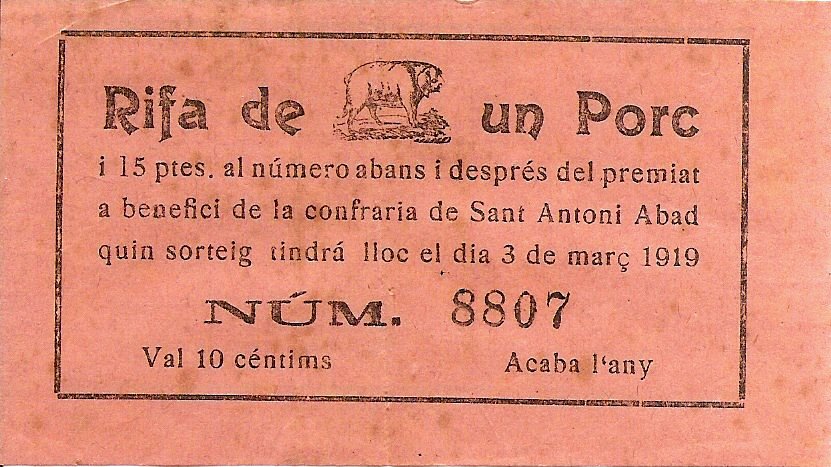 Rifa de un Porc
i 15 ptes. al número abans i després del premiat
a benefici de la confraria de Sant Antoni Abad
quin sorteig tindrá lloc el dia 3 de març 1919
NÚM. 8807
Val 10 céntims Acaba l‘any